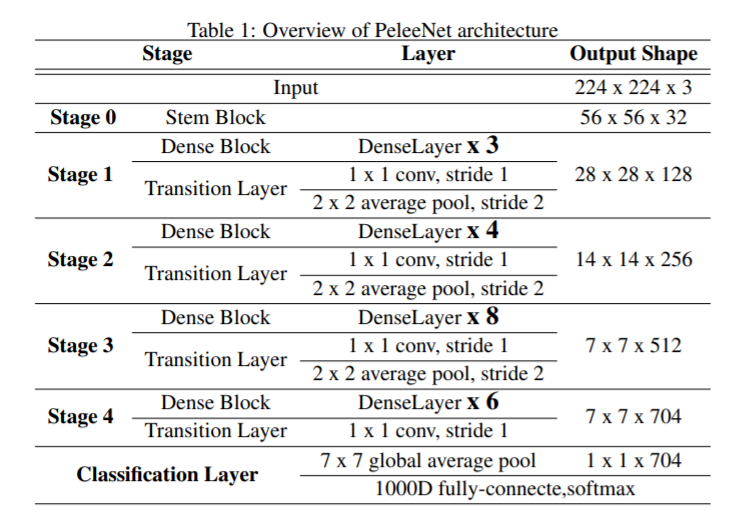 Table 1: Overview of PeleeNet architecture
Stage Layer Output Shape
Input 224 x 224 x 3
Stage 0 Stem Block 56 x 56 x 32
Dense Block DenseLayer x 3
Stage 1 Transition Layer 1 x 1 conv, stride 1 28 x 28 x 128
2 x 2 average pool, stride 2
Dense Block DenseLayer x 4
Stage 2 Transition Layer 1 x 1 conv, stride 1 14 x 14 x 256
2 x 2 average pool, stride 2
Dense Block DenseLayer x 8
Stage 3 Transition Layer 1 x 1 conv, stride 1 7 x 7 x 512
2 x 2 average pool, stride 2
Dense Block DenseLayer x 6
Stage 4 Transition Layer 1 x 1 conv, stride 1 7 x 7 x 704
Classification Layer 7 x 7 global average pool 1 x 1 x 704
1000D fully-connecte,softmax